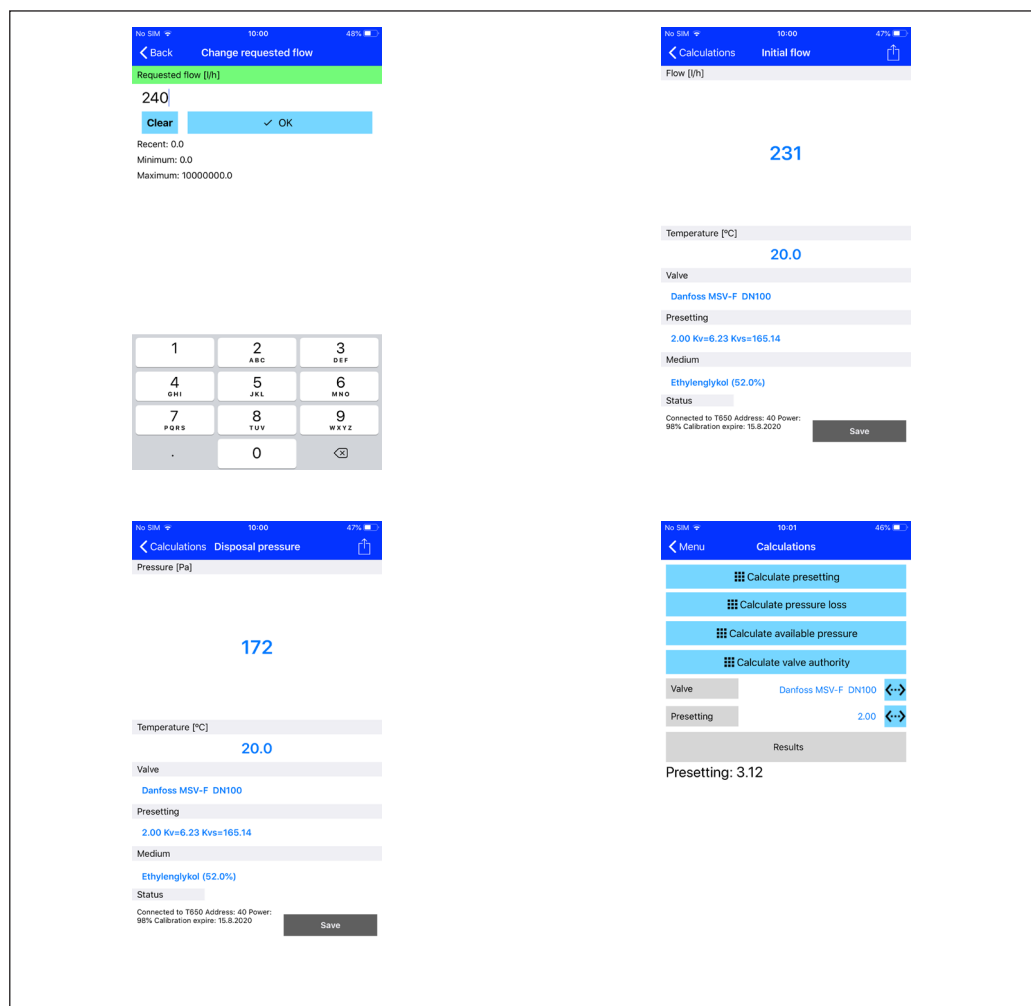 No SIM 10:00 48%
Back Change requested flow
Requested flow [l/h]
240
Clear ✓ OK
Recent: 0.0
Minimum: 0.0
Maximum: 10000000.0
1 2 3
ABC DEF
4 5 6
GHI JKL MNO
7 8 9
PQRS TUV WXYZ
. 0
No SIM 10:00 47%
Calculations Initial flow
Flow [l/h]
231
Temperature [°C]
20.0
Valve
Danfoss MSV-F DN100
Presetting
2.00 Kv=6.23 Kvs=165.14
Medium
Ethylenglykol (52.0%)
Status
Connected to T650 Address: 40 Power:
98% Calibration expire: 15.8.2020
Save
No SIM 10:00 47%
Calculations Disposal pressure
Pressure [Pa]
172
Temperature [°C]
20.0
Valve
Danfoss MSV-F DN100
Presetting
2.00 Kv=6.23 Kvs=165.14
Medium
Ethylenglykol (52.0%)
Status
Connected to T650 Address: 40 Power:
98% Calibration expire: 15.8.2020
Save
No SIM 10:01 46%
Menu Calculations
Calculate presetting
Calculate pressure loss
Calculate available pressure
Calculate valve authority
Valve Danfoss MSV-F DN100
Presetting 2.00
Results
Presetting: 3.12